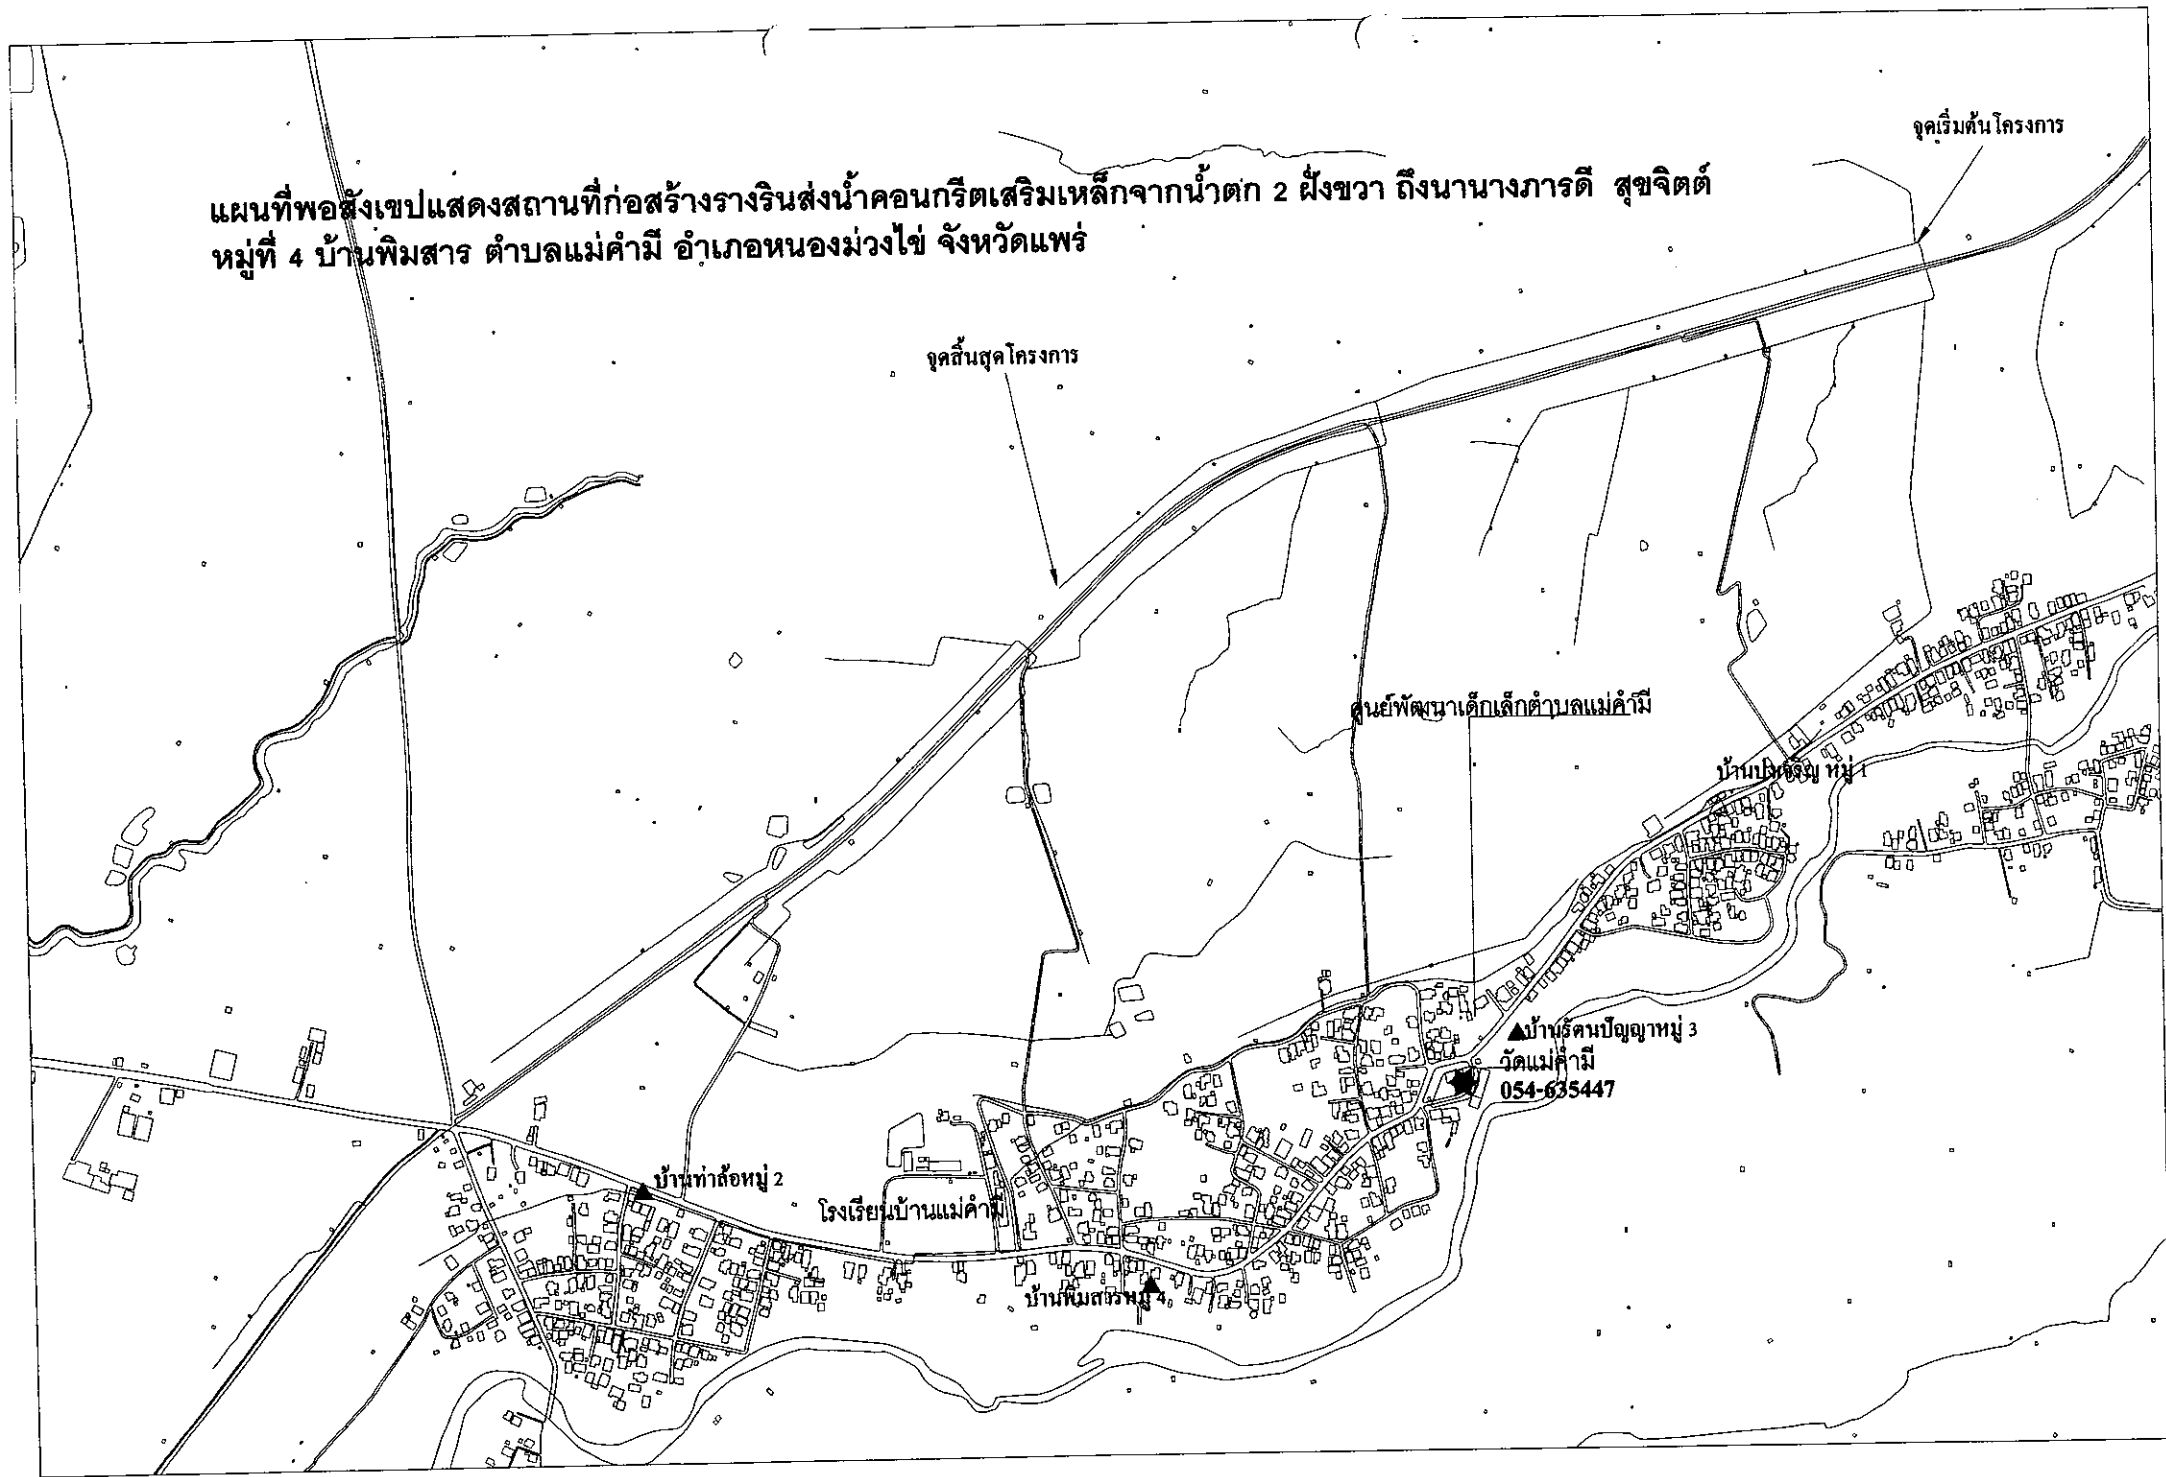 จุดเริ่มต้นโครงการ
แผนที่พอสังเขปแสดงสถานที่ก่อสร้างรางรินส่งน้ำคอนกรีตเสริมเหล็กจากน้ำตก 2 ฝั่งขวา ถึงนานางภารดี สุขจิตต์
หมู่ที่ 4 บ้านพิมสาร ตำบลแม่คำมี อำเภอหนองม่วงไข่ จังหวัดแพร่
จุดสิ้นสุดโครงการ
ศูนย์พัฒนาเด็กเล็กตำบลแม่คำมี
หมู่ 1
บ้านรัตนปัญญาหมู่ 3
วัดแม่คำมี
054-635447
บ้านท่าล้อหมู่ 2
โรงเรียนบ้านแม่คำมี
บ้านพิมสารหมู่ 4